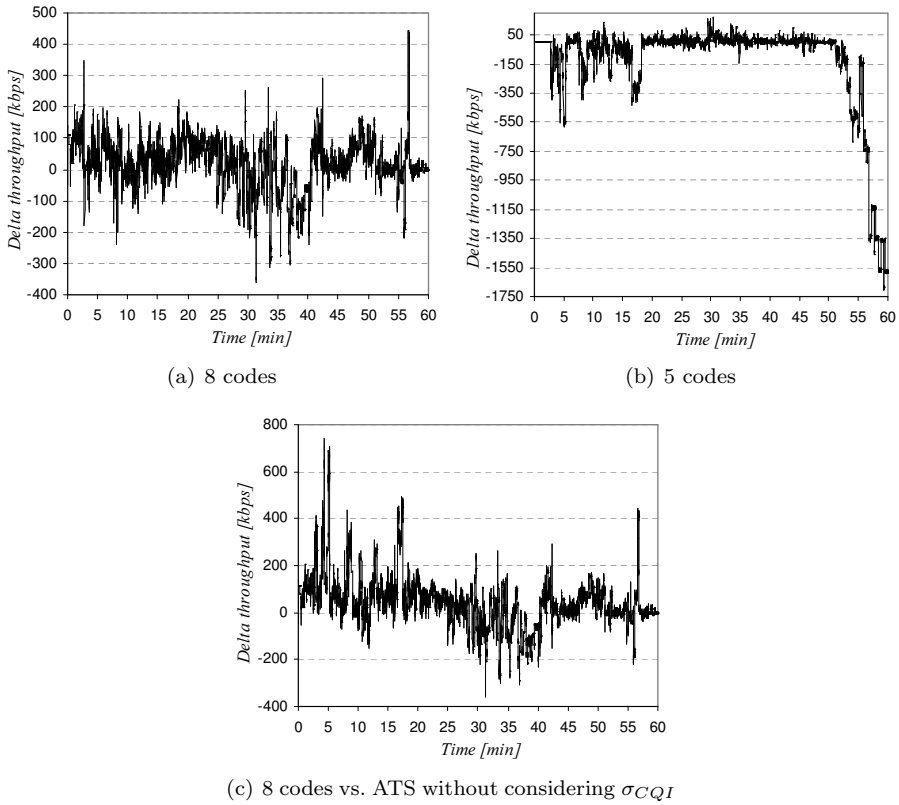 500
400
300
200
100
0
-100
-200
-300
-400
Delta throughput [kbps]
0 5 10 15 20 25 30 35 40 45 50 55 60
Time [min]
(a) 8 codes
50
-150
-350
-550
-750
-950
-1150
-1350
-1550
-1750
Delta throughput [kbps]
0 5 10 15 20 25 30 35 40 45 50 55 60
Time [min]
(b) 5 codes
800
600
400
200
0
-200
-400
Delta throughput [kbps]
0 5 10 15 20 25 30 35 40 45 50 55 60
Time [min]
(c) 8 codes vs. ATS without considering σCQI